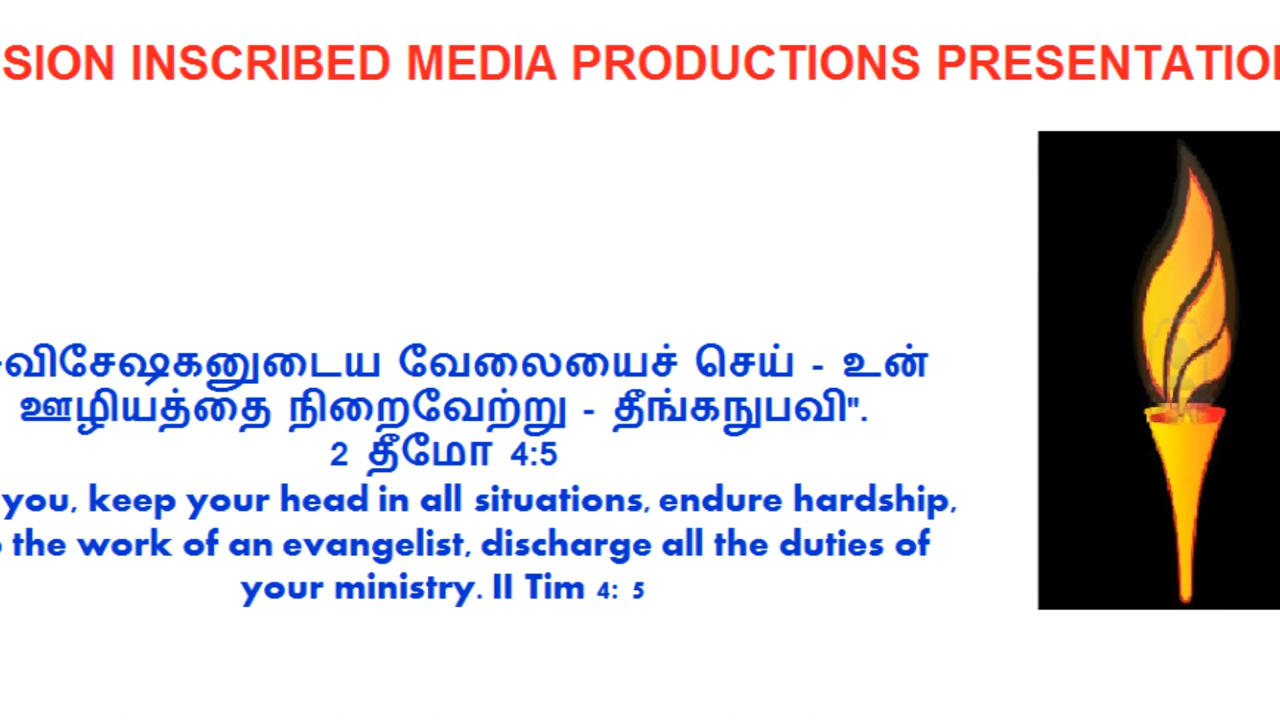 SION INSCRIBED MEDIA PRODUCTIONS PRESENTATION
விசேஷகனுடைய வேலையைச் செய் - உன்
ஊழியத்தை நிறைவேற்று - தீங்கநுபவி".
2 தீமோ 4:5
you, keep your head in all situations, endure hardship,
the work of an evangelist, discharge all the duties of
your ministry. II Tim 4: 5